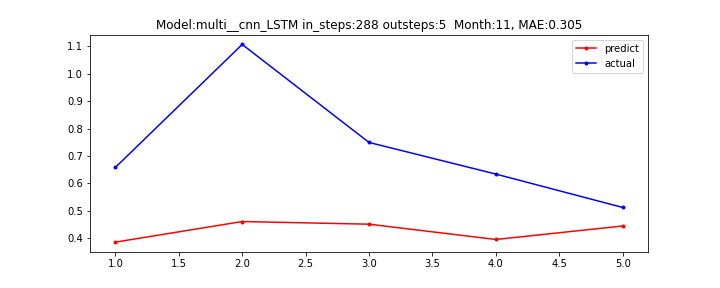 Model:multi__cnn_LSTM in_steps:288 outsteps:5  Month:11, MAE:0.305
predict
actual
1.1
1.0
0.9
0.8
0.7
0.6
0.5
0.4
1.0 1.5 2.0 2.5 3.0 3.5 4.0 4.5 5.0